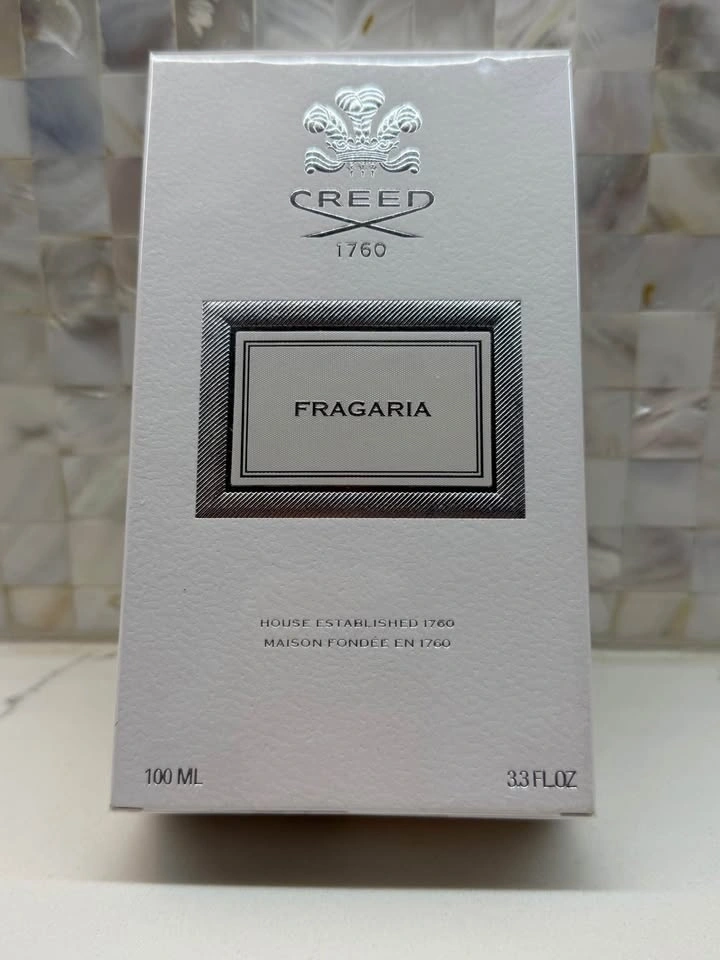 CREED
1760
FRAGARIA
HOUSE ESTABLISHED 1760
MAISON FONDÉE EN 1760
100 ML
3.3 FL.OZ